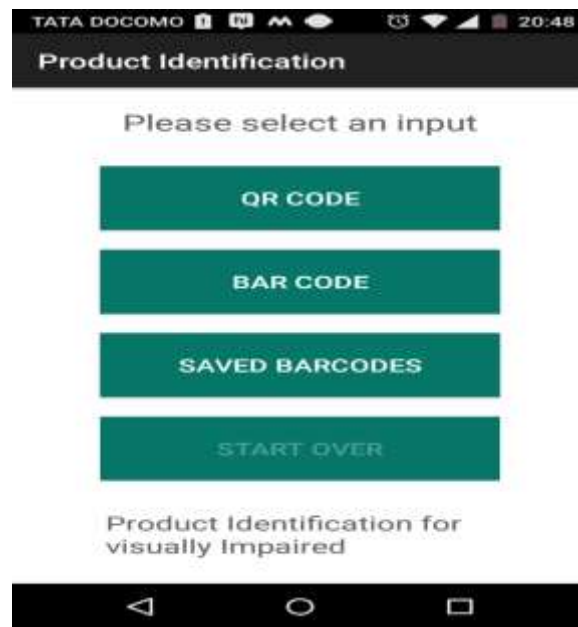 TATA DOCOMO 20:48
Product Identification
Please select an input
QR CODE
BAR CODE
SAVED BARCODES
START OVER
Product Identification for
visually Impaired